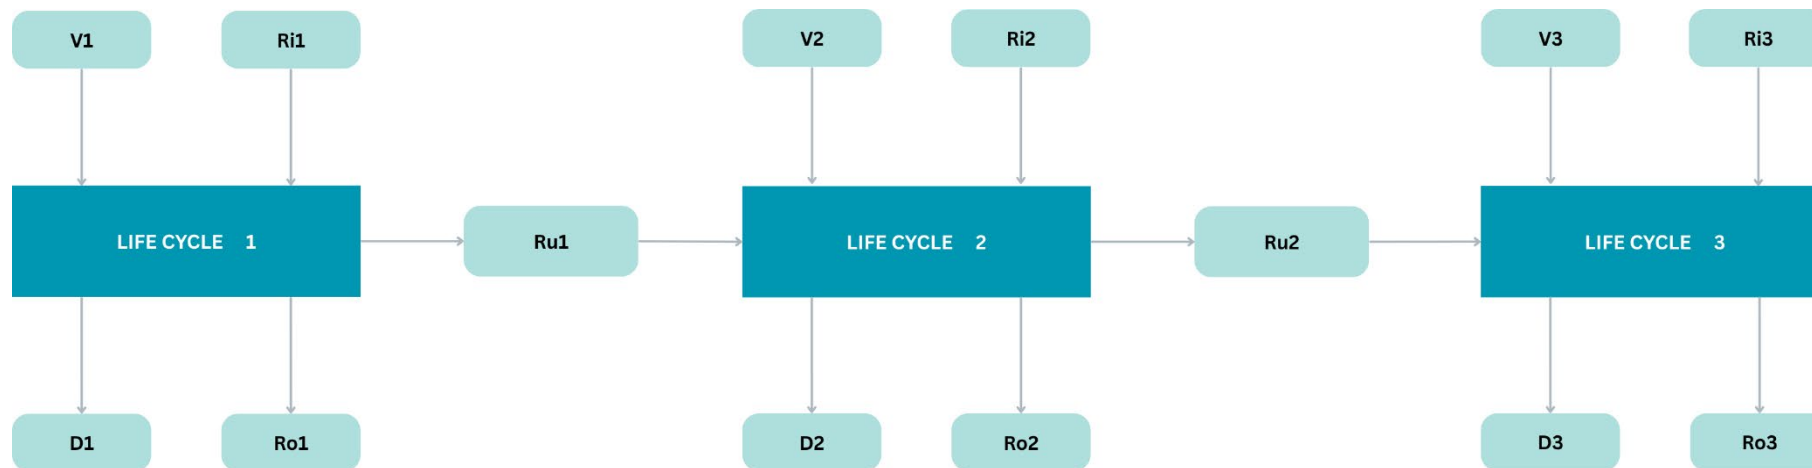 V1
Ri1
V2
Ri2
V3
Ri3
LIFE CYCLE 1
Ru1
LIFE CYCLE 2
Ru2
LIFE CYCLE 3
D1
Ro1
D2
Ro2
D3
Ro3